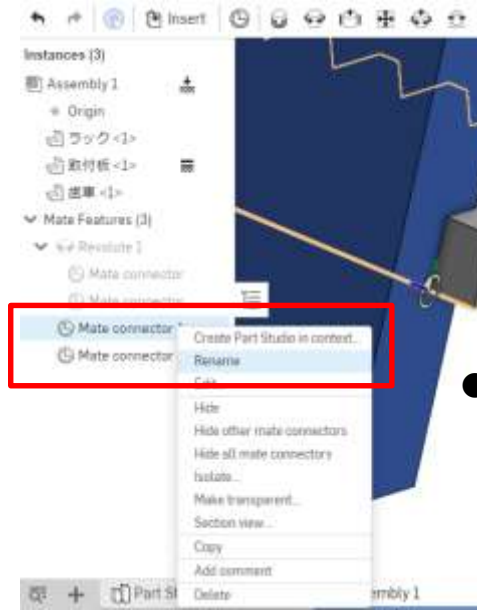 Insert
Instances (3)
Assembly 1
Origin
ラック <1>
取付板 <1>
歯車 <1>
Mate Features (3)
Revolute 1
Mate connector
Mate connector
Mate connector
Mate connector
Create Part Studio in context...
Rename
Edit...
Hide
Hide other mate connectors
Hide all mate connectors
Isolate...
Make transparent...
Section view...
Copy
Add comment
Delete
Part St
embly 1